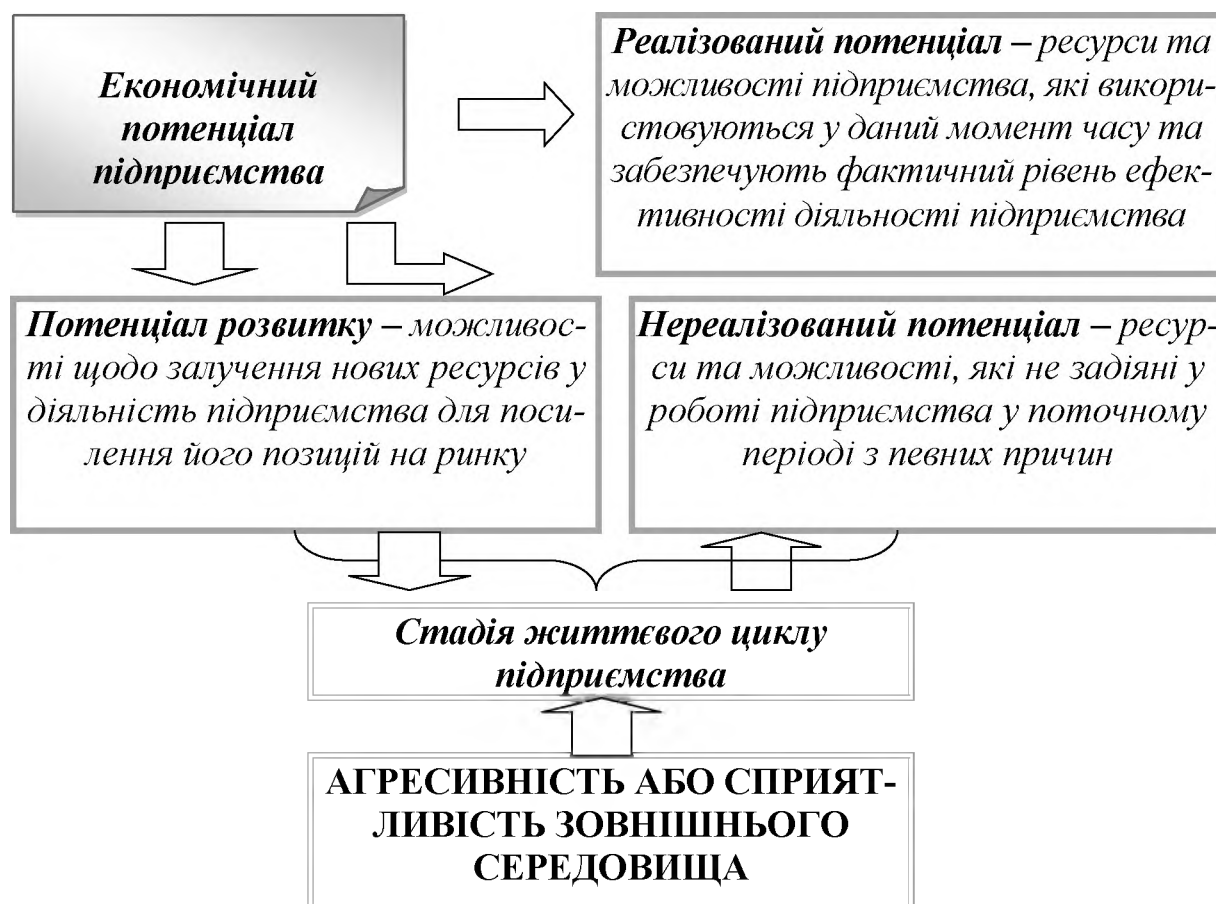 Економічний
потенціал
підприємства
Реалізований потенціал – ресурси та
можливості підприємства, які викори-
стовуються у даний момент часу та
забезпечують фактичний рівень ефек-
тивності діяльності підприємства
Потенціал розвитку – можливос-
ті щодо залучення нових ресурсів у
діяльність підприємства для поси-
лення його позицій на ринку
Нереалізований потенціал – ресур-
си та можливості, які не задіяні у
роботі підприємства у поточному
періоді з певних причин
Стадія життєвого циклу
підприємства
АГРЕСИВНІСТЬ АБО СПРИЯТ-
ЛИВІСТЬ ЗОВНІШНЬОГО
СЕРЕДОВИЩА